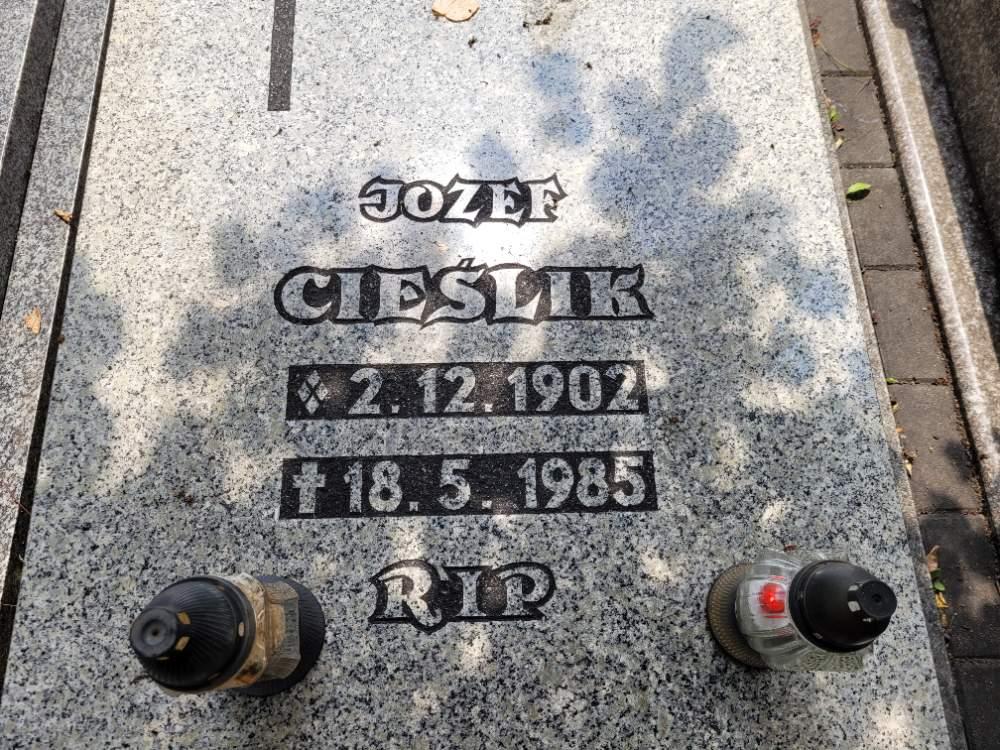 JOZEF
CIEŚLIK
2.12.1902
✝ 18.5.1985
RIP